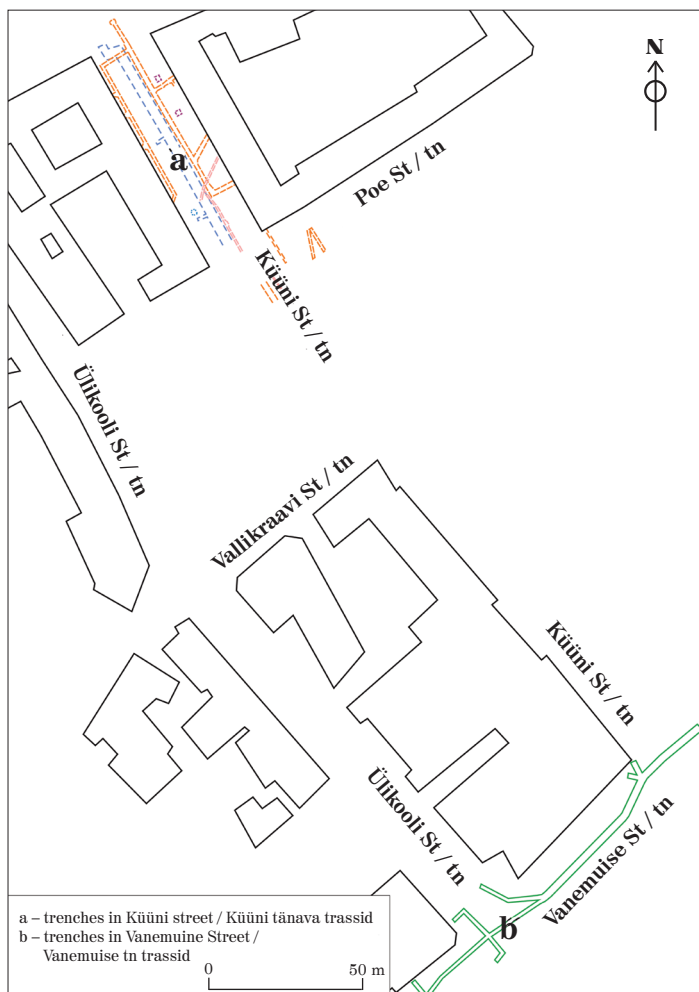 N
a
Poe St / tn
Küüni St / tn
Ülikooli St / tn
Vallikraavi St / tn
Küüni St / tn
Ülikooli St / tn
Vanemuise St / tn
b
a – trenches in Küüni street / Küüni tänava trassid
b – trenches in Vanemuine Street /
Vanemuise tn trassid
0 50 m